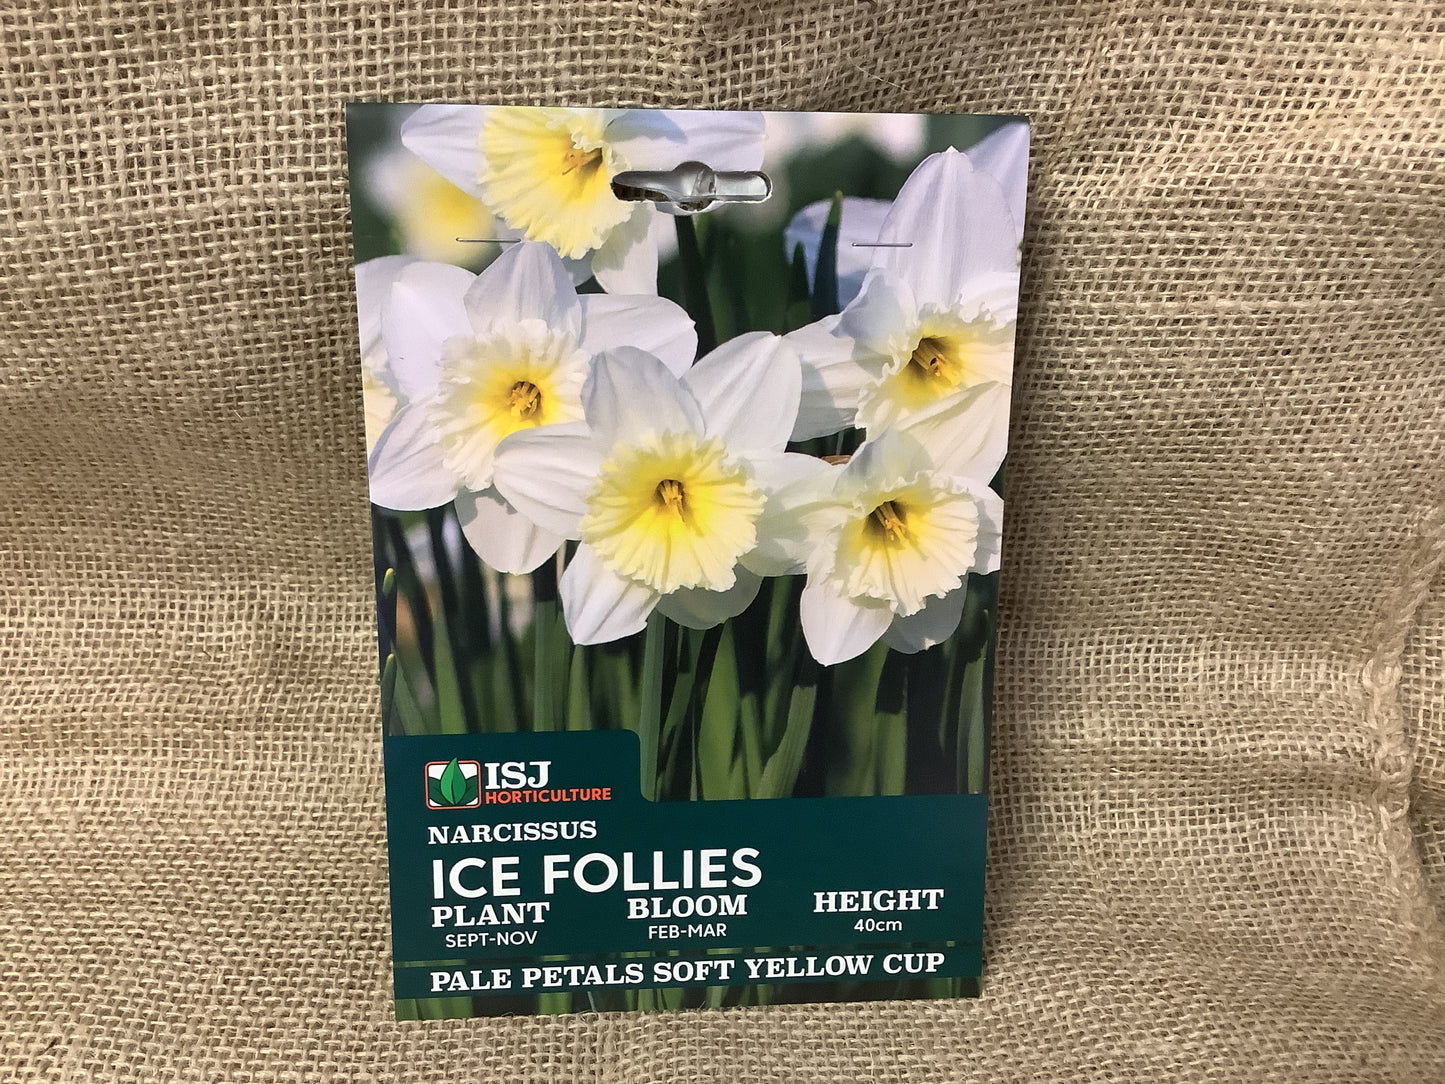 ISJ
HORTICULTURE
NARCISSUS
ICE FOLLIES
PLANT BLOOM HEIGHT
SEPT-NOV FEB-MAR 40cm
PALE PETALS SOFT YELLOW CUP